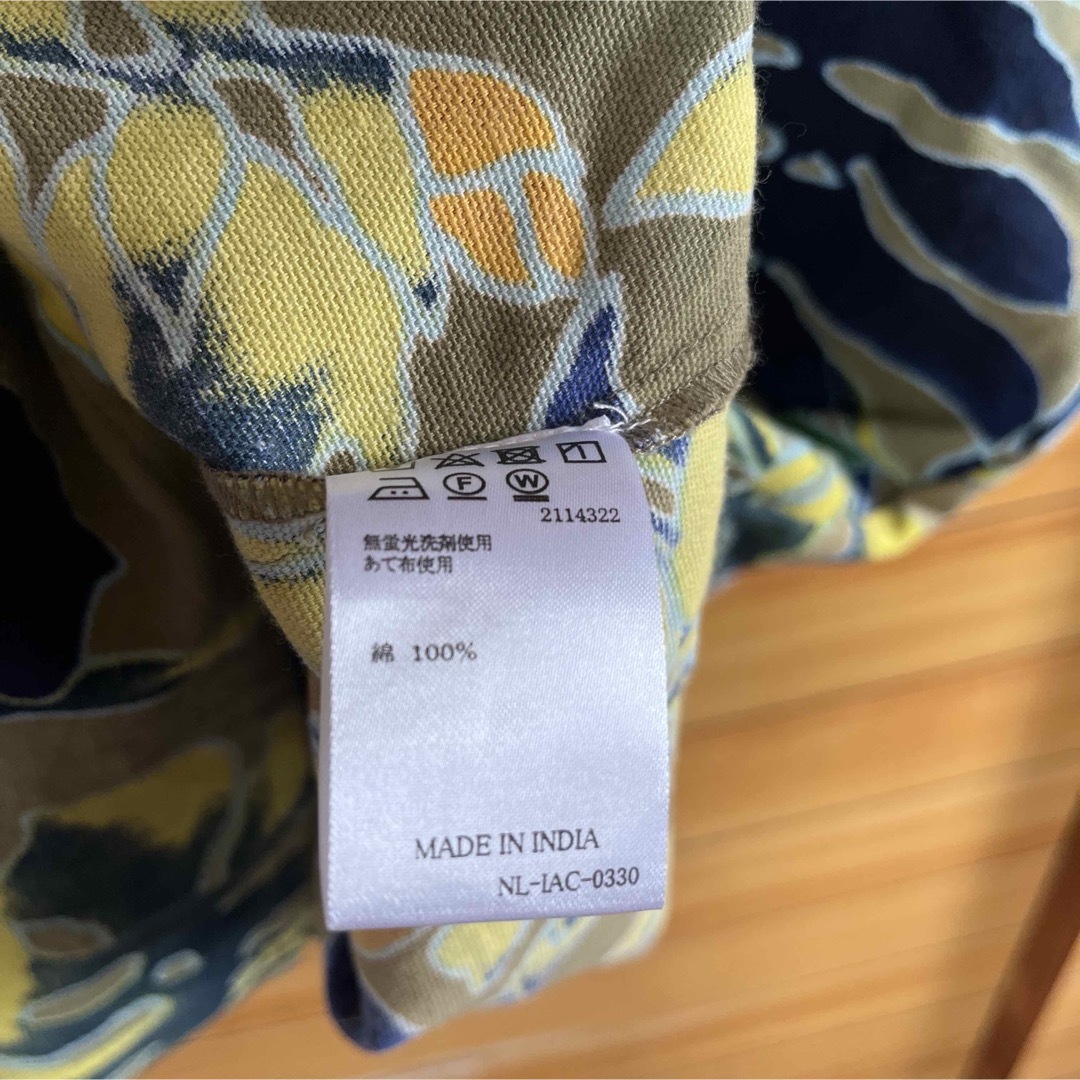 F W
2114322
無蛍光洗剤使用
あて布使用
綿 100%
MADE IN INDIA
NL-IAC-0330